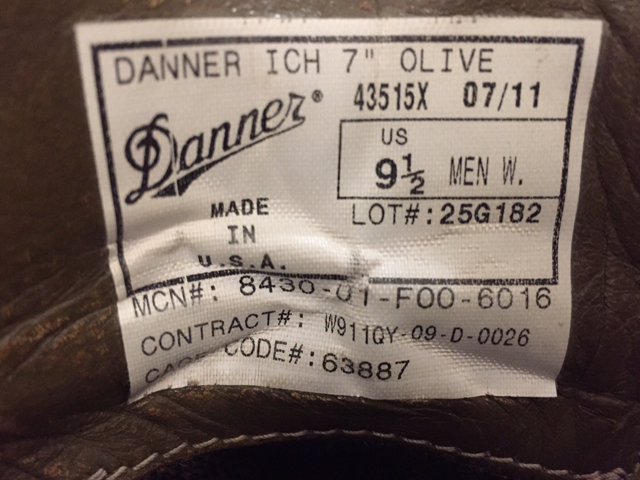 DANNER ICH 7" OLIVE
Danner®
43515X 07/11
US
9½ MEN W.
LOT#:25G182
MADE
IN
U.S.A.
MCN#: 8430-01-F00-6016
CONTRACT#: W911QY-09-D-0026
CAGE CODE#:63887